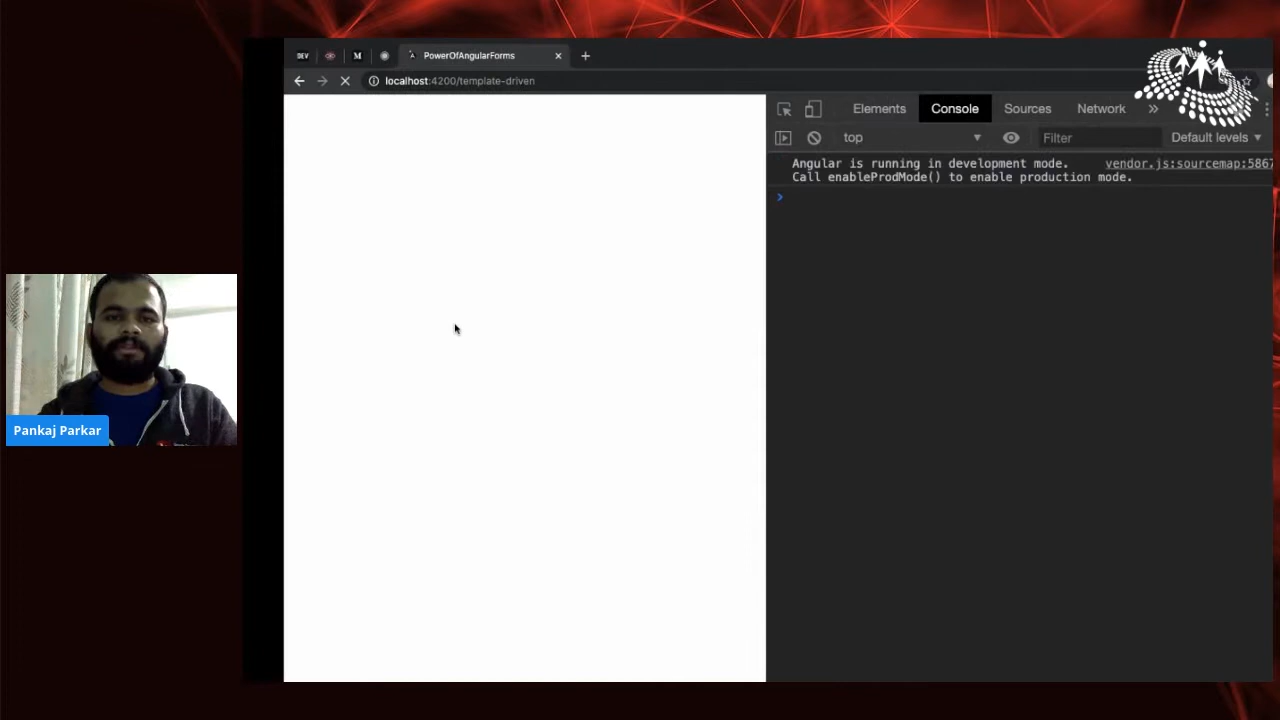 DEV
M
PowerOfAngularForms
localhost:4200/template-driven
Elements
Console
Sources
Network
top
Filter
Default levels
Angular is running in development mode.
vendor.js:sourcemap:5867
Call enableProdMode() to enable production mode.
Pankaj Parkar